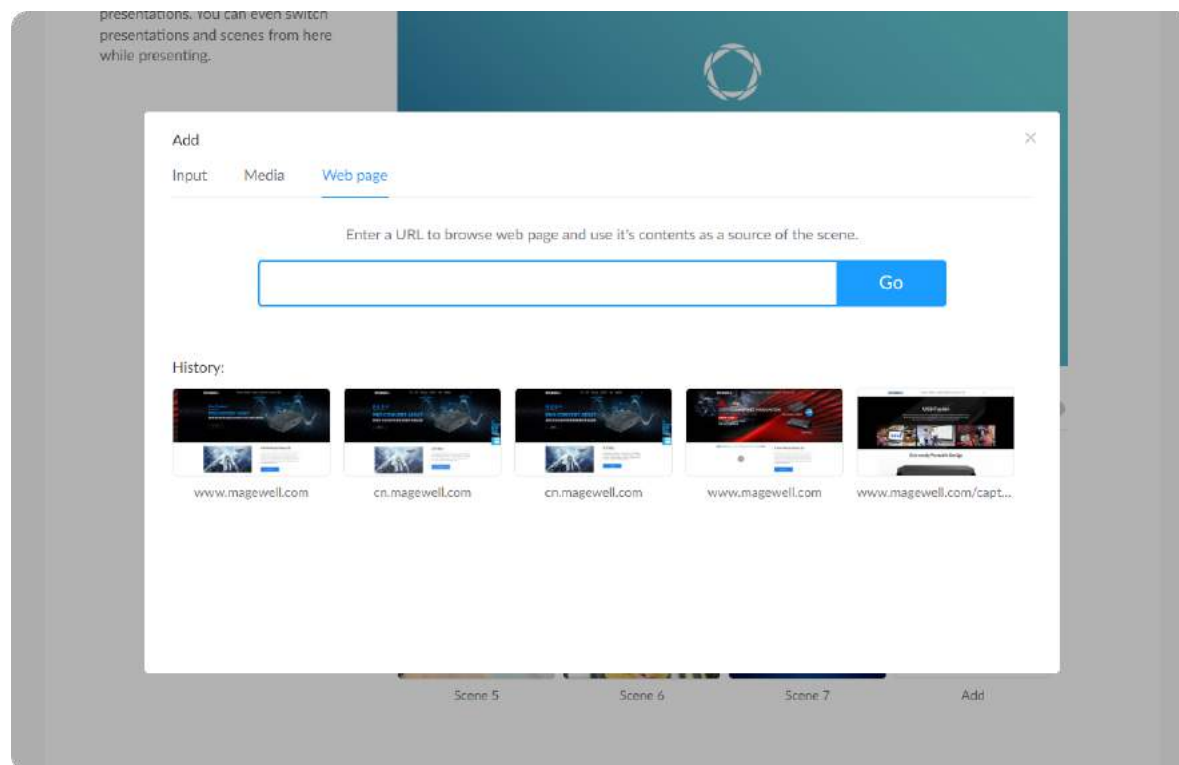 presentations. You can even switch
presentations and scenes from here
while presenting.
Add
Input Media Web page
Enter a URL to browse web page and use it's contents as a source of the scene.
Go
History:
www.magewell.com cn.magewell.com cn.magewell.com www.magewell.com www.magewell.com/capt...
Scene 5 Scene 6 Scene 7 Add